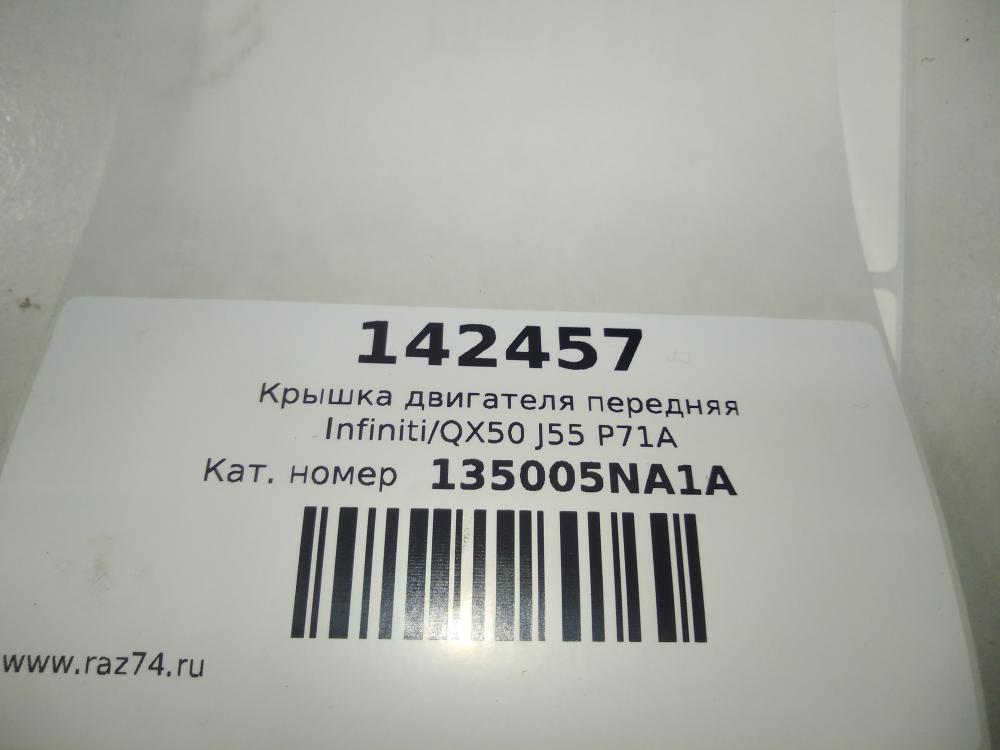 142457
Крышка двигателя передняя
Infiniti/QX50 J55 P71A
Кат. номер 135005NA1A
www.raz74.ru